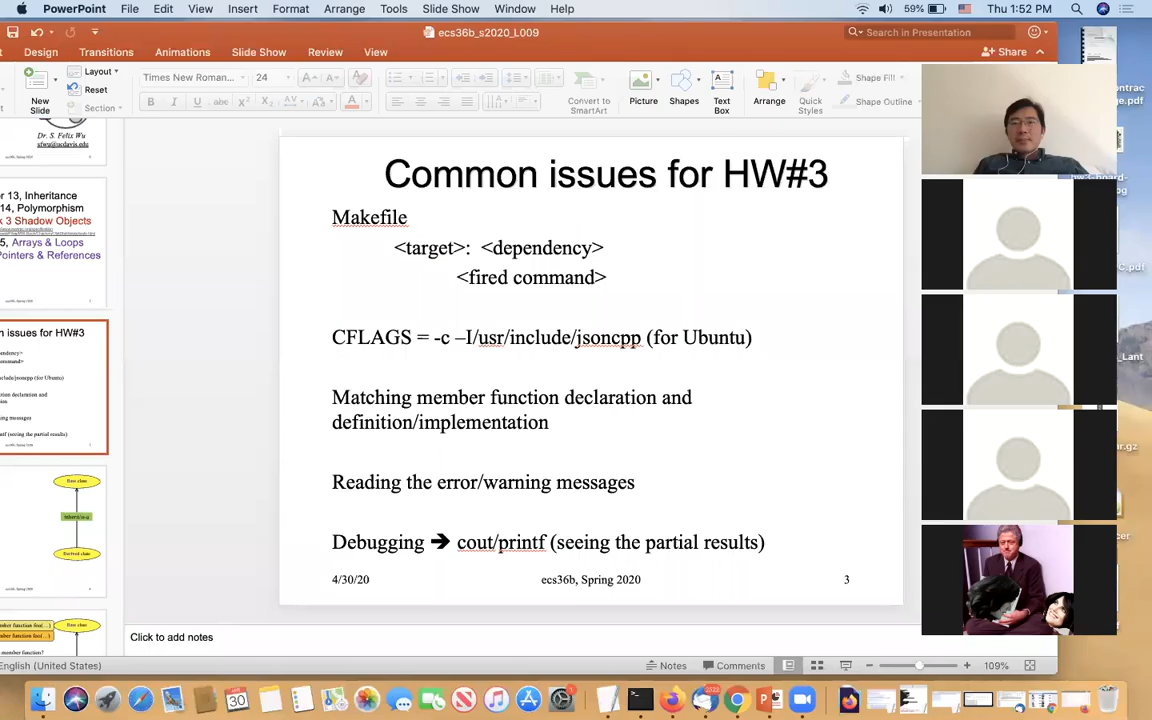 PowerPoint File Edit View Insert Format Arrange Tools Slide Show Window Help
59% Thu 1:52 PM
ecs36b_s2020_L009
Search in Presentation
Design Transitions Animations Slide Show Review View
Share
New Slide
Layout
Reset
Section
Times New Roman... 24
Convert to SmartArt
Picture
Shapes
Text Box
Arrange
Quick Styles
Shape Fill
Shape Outline
Dr. S. Felix Wu
sfwu@ucdavis.edu
r 13, Inheritance
14, Polymorphism
k 3 Shadow Objects
5, Arrays & Loops
Pointers & References
n issues for HW#3
Common issues for HW#3
Makefile
<target>: <dependency>
<fired command>
CFLAGS = -c –I/usr/include/jsoncpp (for Ubuntu)
Matching member function declaration and
definition/implementation
Reading the error/warning messages
Debugging ➔ cout/printf (seeing the partial results)
4/30/20 ecs36b, Spring 2020 3
Click to add notes
English (United States)
Notes Comments 109%